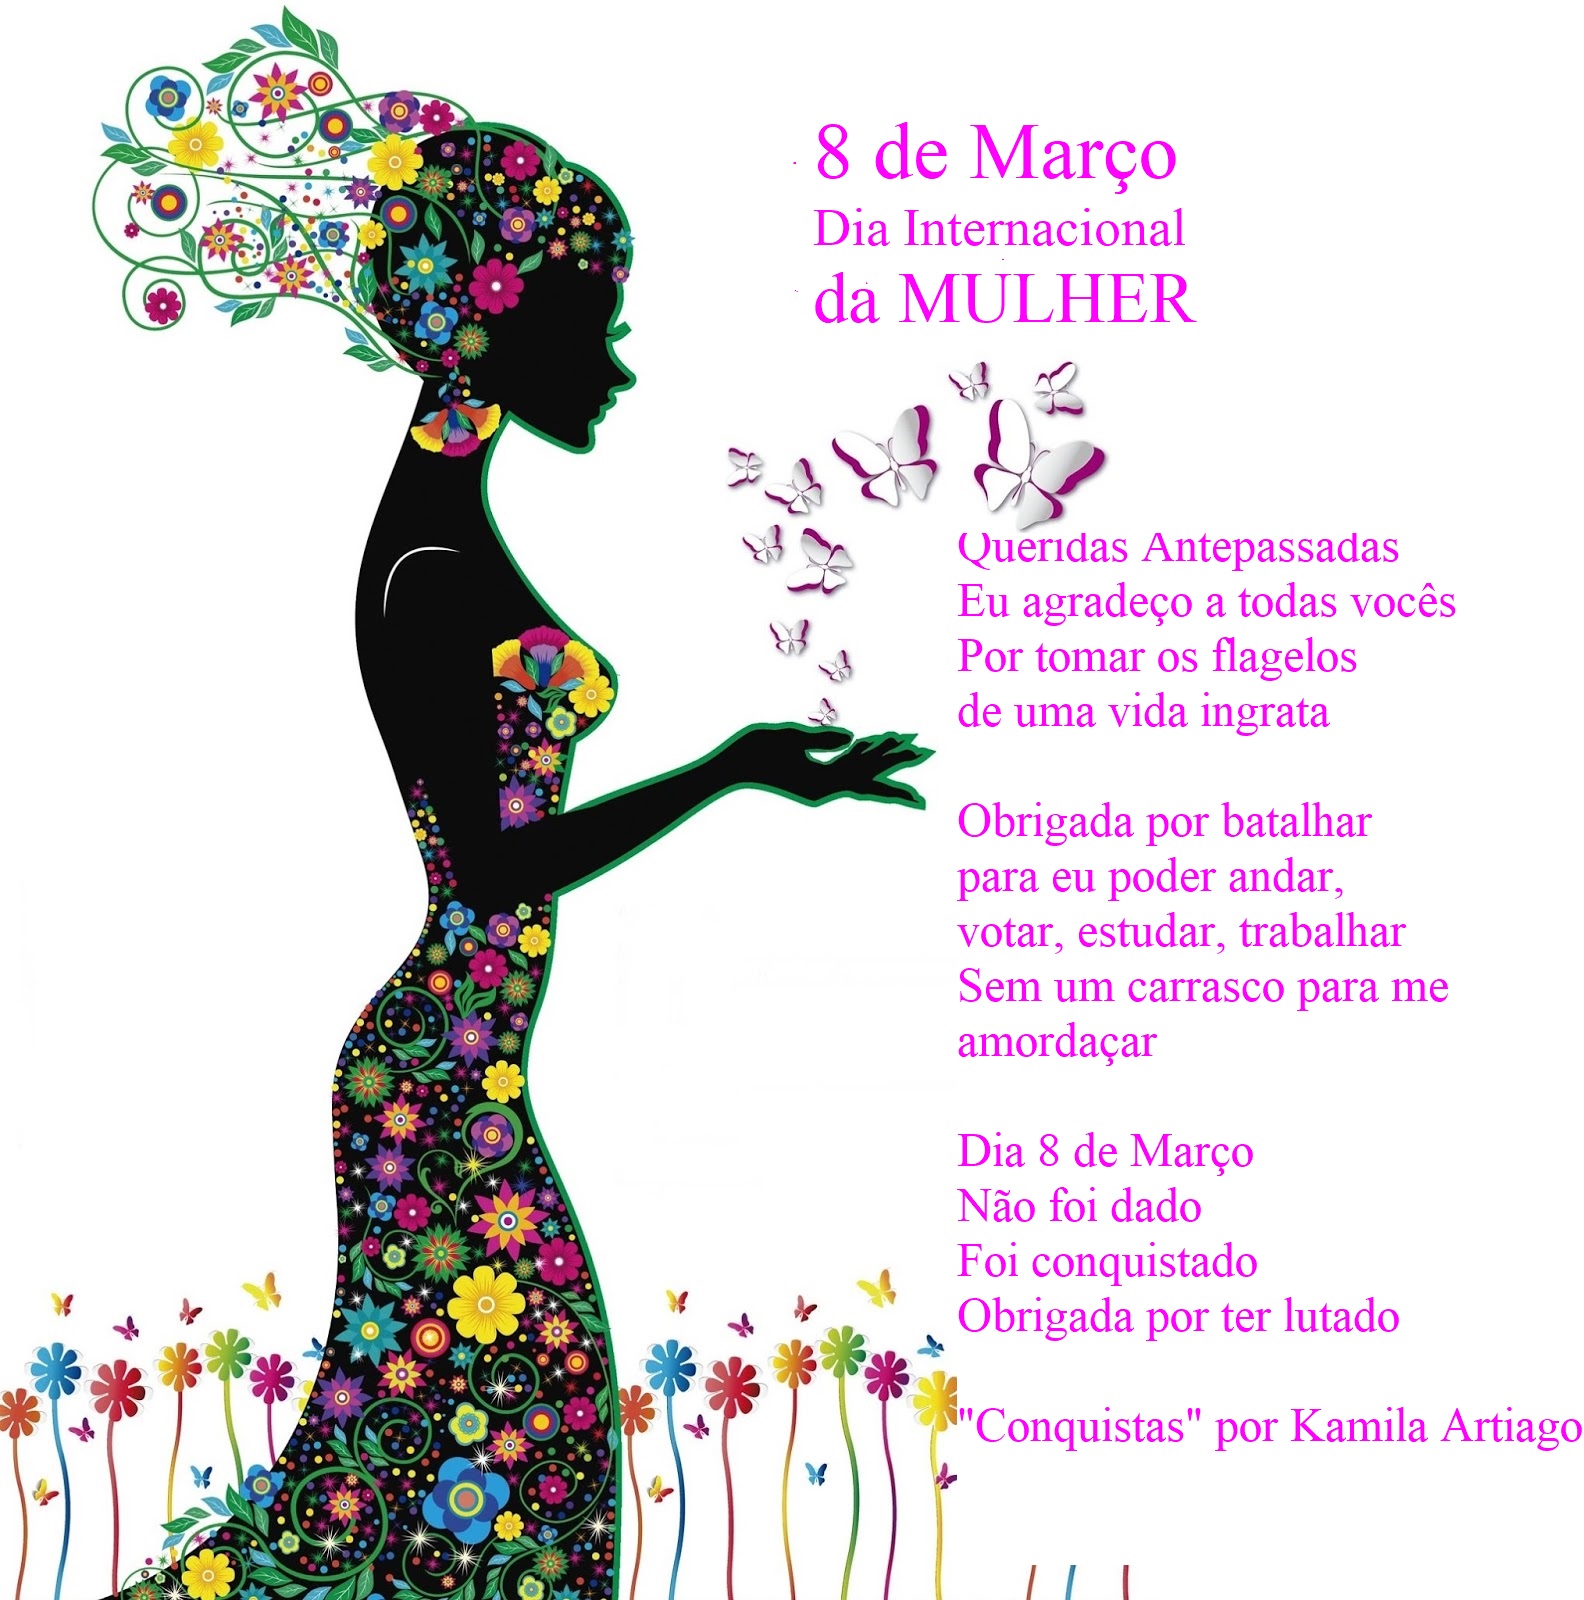 8 de Março
Dia Internacional
da MULHER
Queridas Antepassadas
Eu agradeço a todas vocês
Por tomar os flagelos
de uma vida ingrata
Obrigada por batalhar
para eu poder andar,
votar, estudar, trabalhar
Sem um carrasco para me
amordaçar
Dia 8 de Março
Não foi dado
Foi conquistado
Obrigada por ter lutado
"Conquistas" por Kamila Artiago